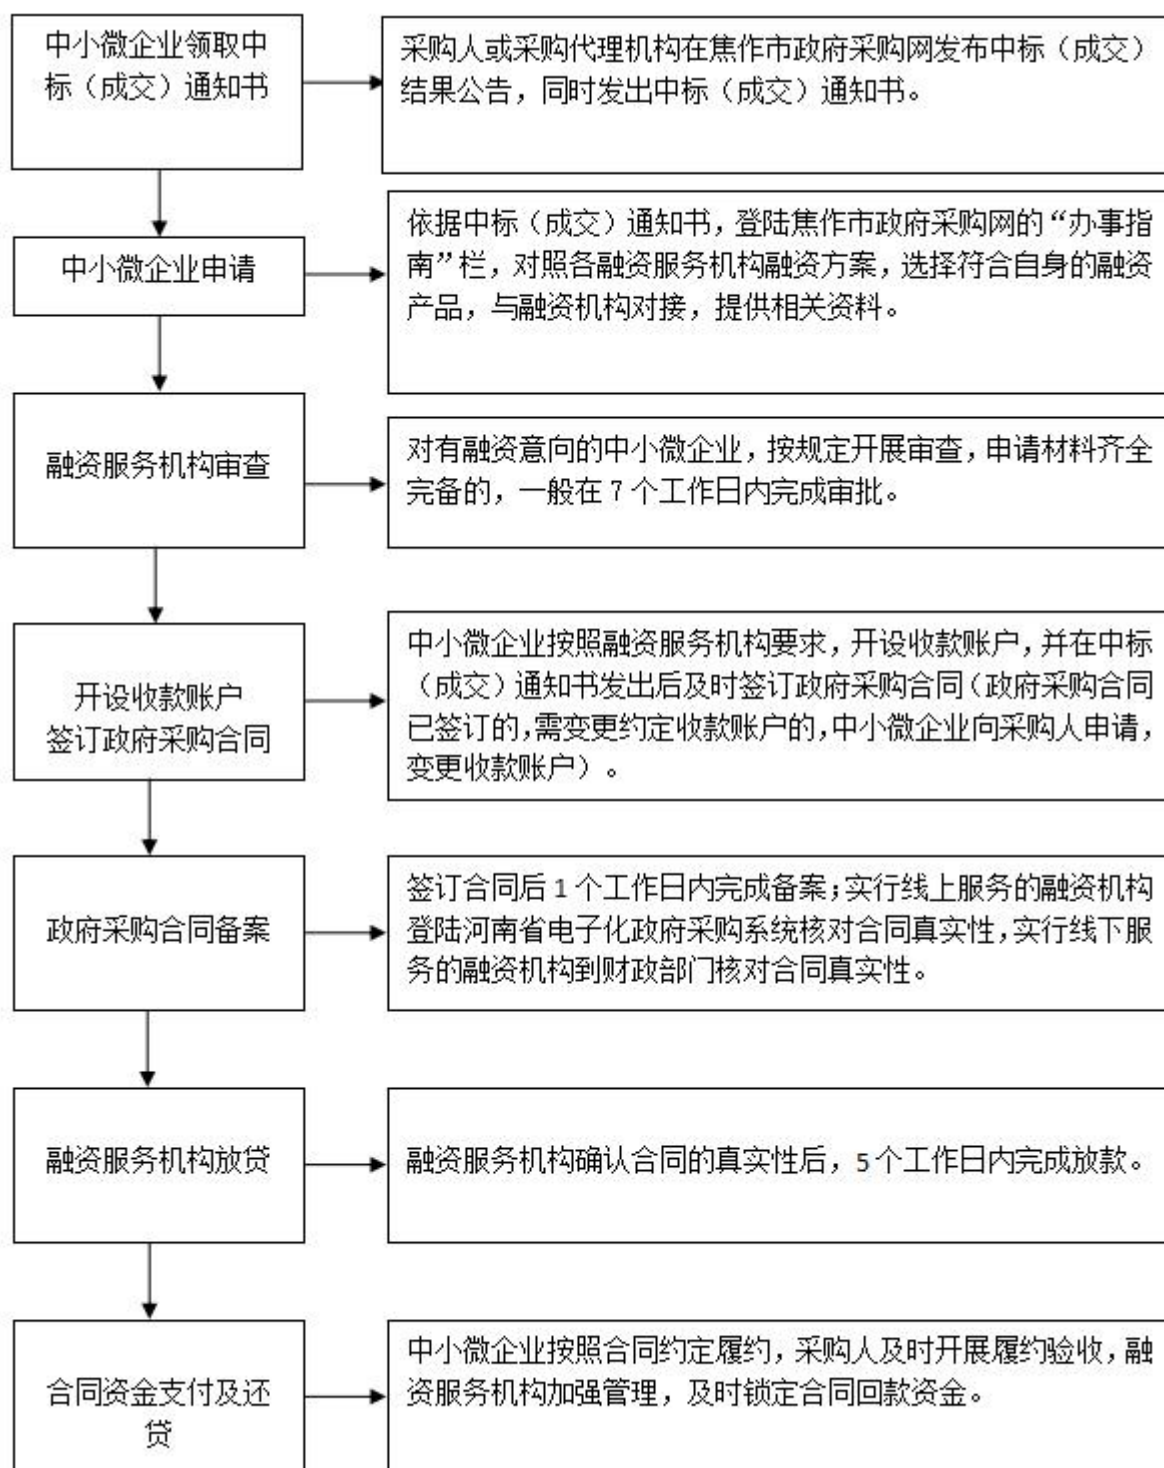 中小微企业领取中
标（成交）通知书
采购人或采购代理机构在焦作市政府采购网发布中标（成交）
结果公告，同时发出中标（成交）通知书。
中小微企业申请
依据中标（成交）通知书，登陆焦作市政府采购网的“办事指
南”栏，对照各融资服务机构融资方案，选择符合自身的融资
产品，与融资机构对接，提供相关资料。
融资服务机构审查
对有融资意向的中小微企业，按规定开展审查，申请材料齐全
完备的，一般在 7 个工作日内完成审批。
开设收款账户
签订政府采购合同
中小微企业按照融资服务机构要求，开设收款账户，并在中标
（成交）通知书发出后及时签订政府采购合同（政府采购合同
已签订的，需变更约定收款账户的，中小微企业向采购人申请，
变更收款账户）。
政府采购合同备案
签订合同后 1 个工作日内完成备案；实行线上服务的融资机构
登陆河南省电子化政府采购系统核对合同真实性，实行线下服
务的融资机构到财政部门核对合同真实性。
融资服务机构放贷
融资服务机构确认合同的真实性后，5 个工作日内完成放款。
合同资金支付及还
贷
中小微企业按照合同约定履约，采购人及时开展履约验收，融
资服务机构加强管理，及时锁定合同回款资金。